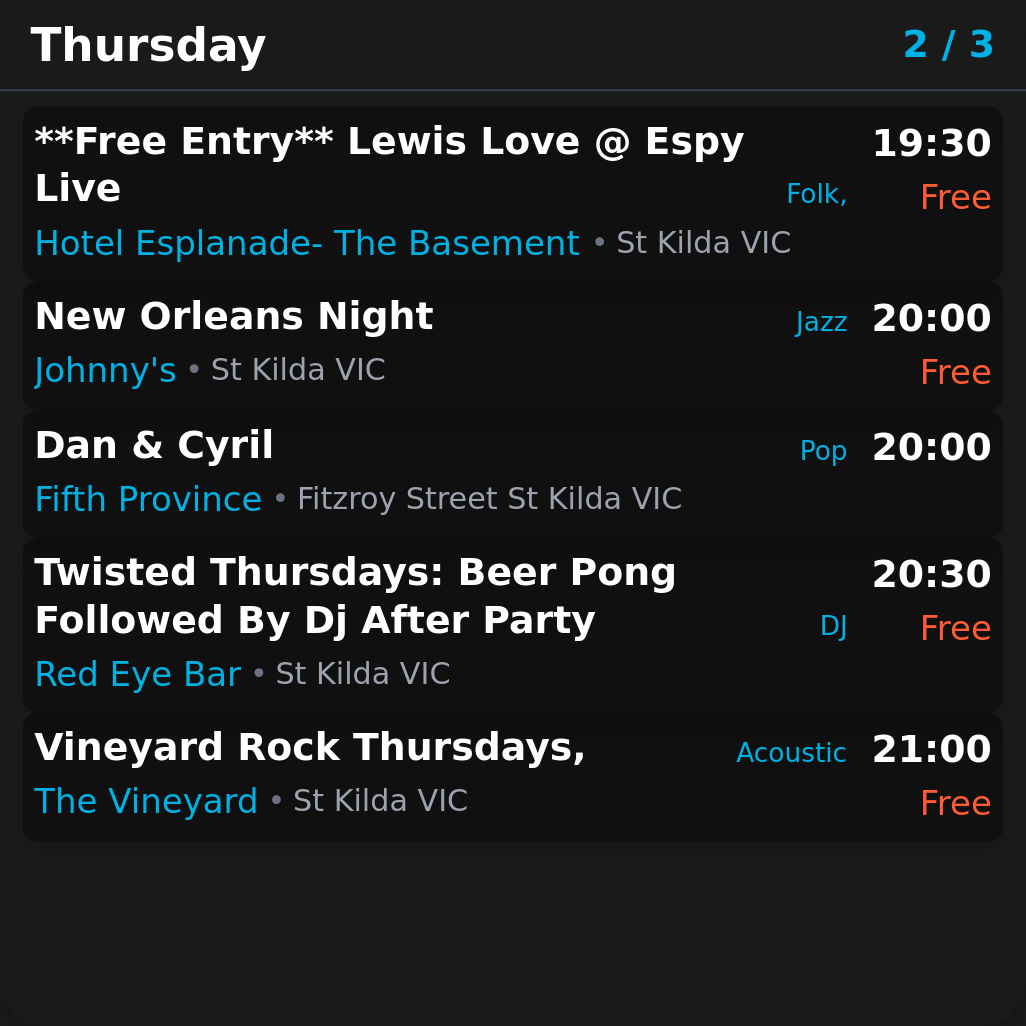 Thursday 2 / 3
**Free Entry** Lewis Love @ Espy 19:30
Live Folk, Free
Hotel Esplanade- The Basement • St Kilda VIC
New Orleans Night Jazz 20:00
Johnny's • St Kilda VIC Free
Dan & Cyril Pop 20:00
Fifth Province • Fitzroy Street St Kilda VIC
Twisted Thursdays: Beer Pong 20:30
Followed By Dj After Party DJ Free
Red Eye Bar • St Kilda VIC
Vineyard Rock Thursdays, Acoustic 21:00
The Vineyard • St Kilda VIC Free